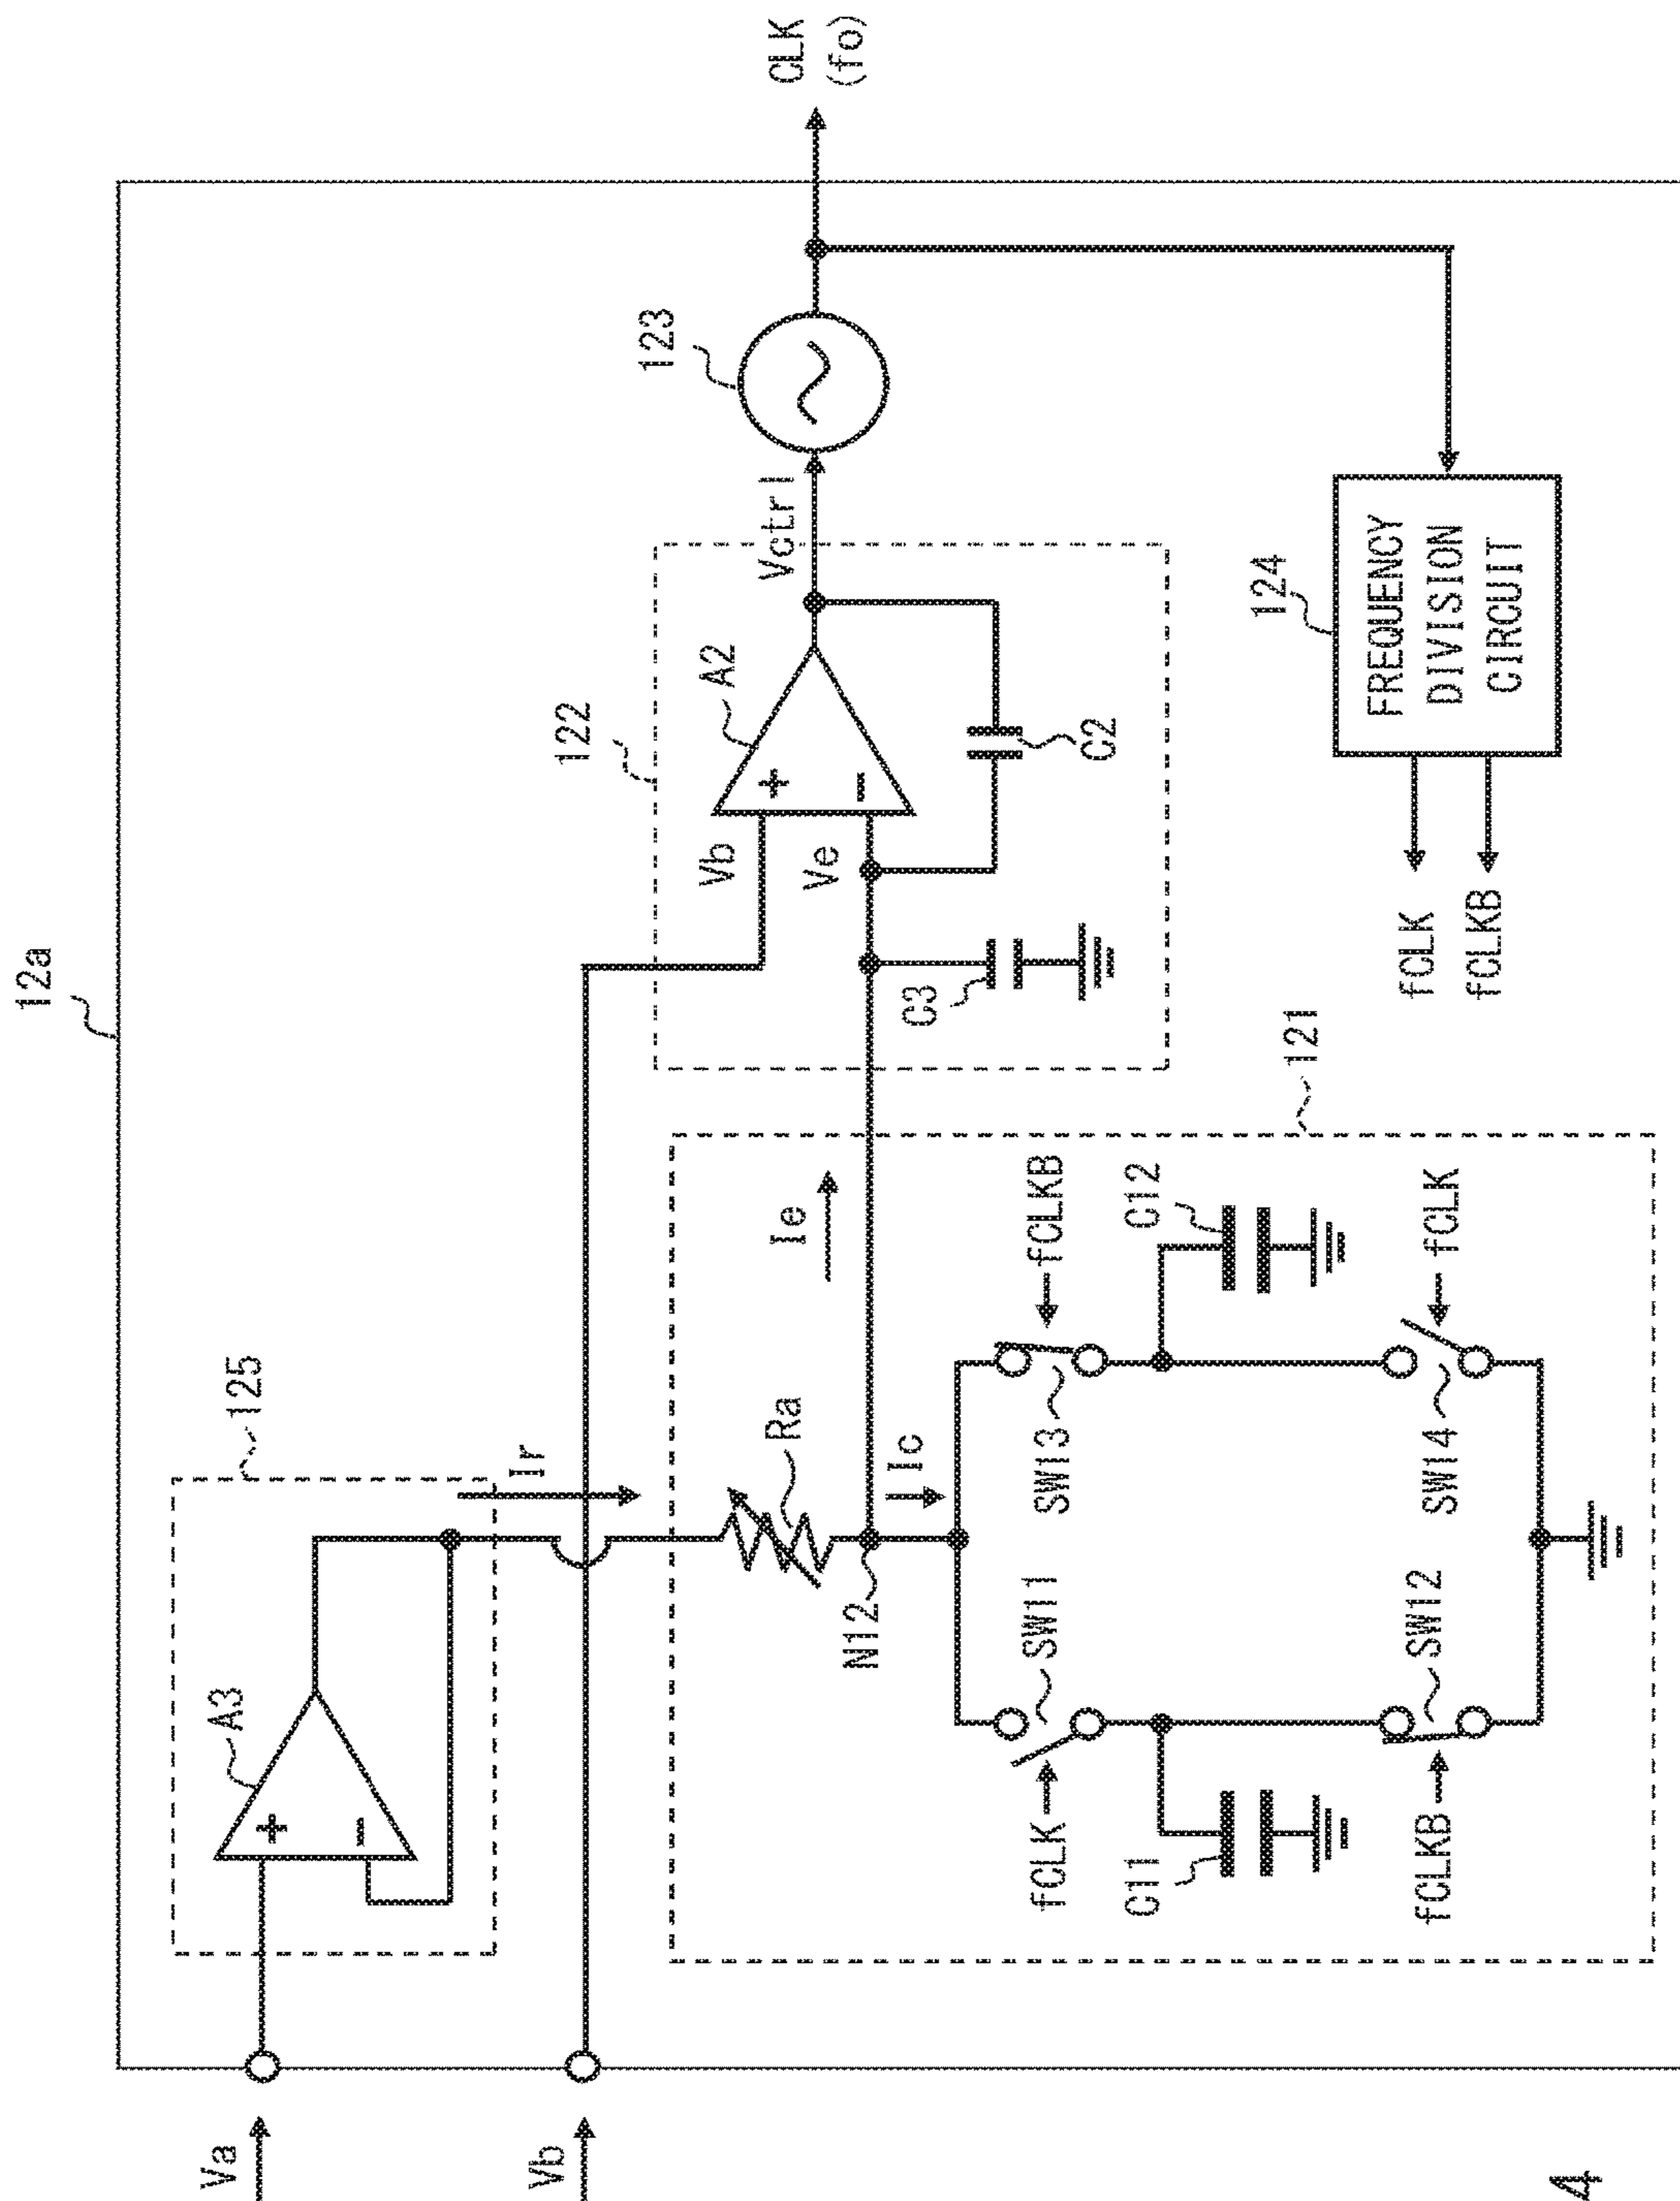 12a
Va
Vb
A3
+
−
125
Ir
122
Vb
Ve
A2
+
−
Vctrl
123
CLK
(fo)
C3
C2
Ra
N12
Ie
Ic
121
SW11
fCLK
C11
SW12
fCLKB
SW13
fCLKB
C12
SW14
fCLK
124
FREQUENCY
DIVISION
CIRCUIT
fCLK
fCLKB
4